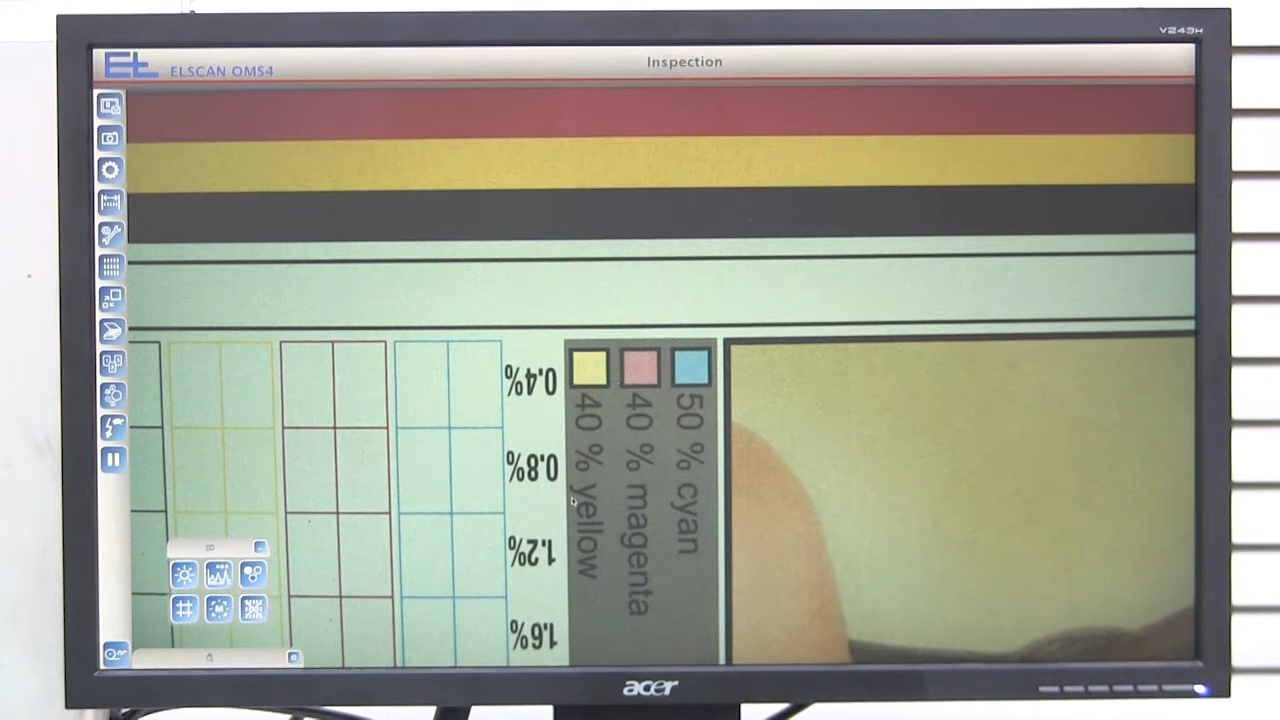 V243H
EL
ELSCAN OMS4
Inspection
0.4%
0.8%
1.2%
1.6%
40 % yellow
40 % magenta
50 % cyan
acer